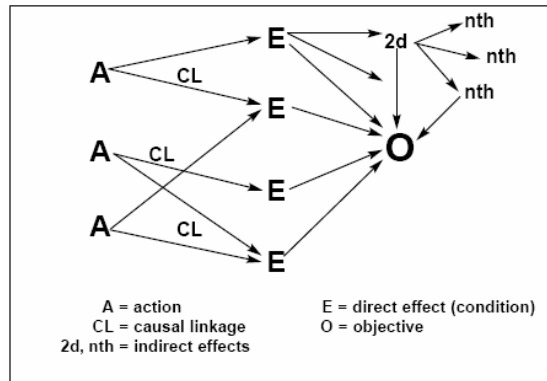 nth
E
2d
nth
A
CL
nth
E
O
A
CL
E
A
CL
E
A = action
CL = causal linkage
2d, nth = indirect effects
E = direct effect (condition)
O = objective